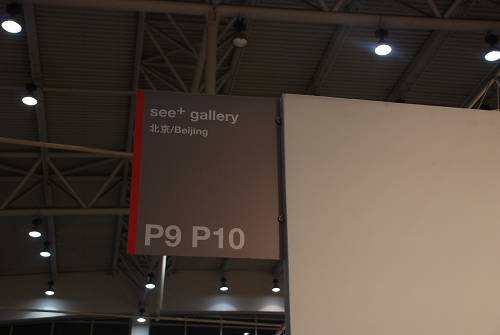 see+ gallery
北京/Beijing
P9 P10